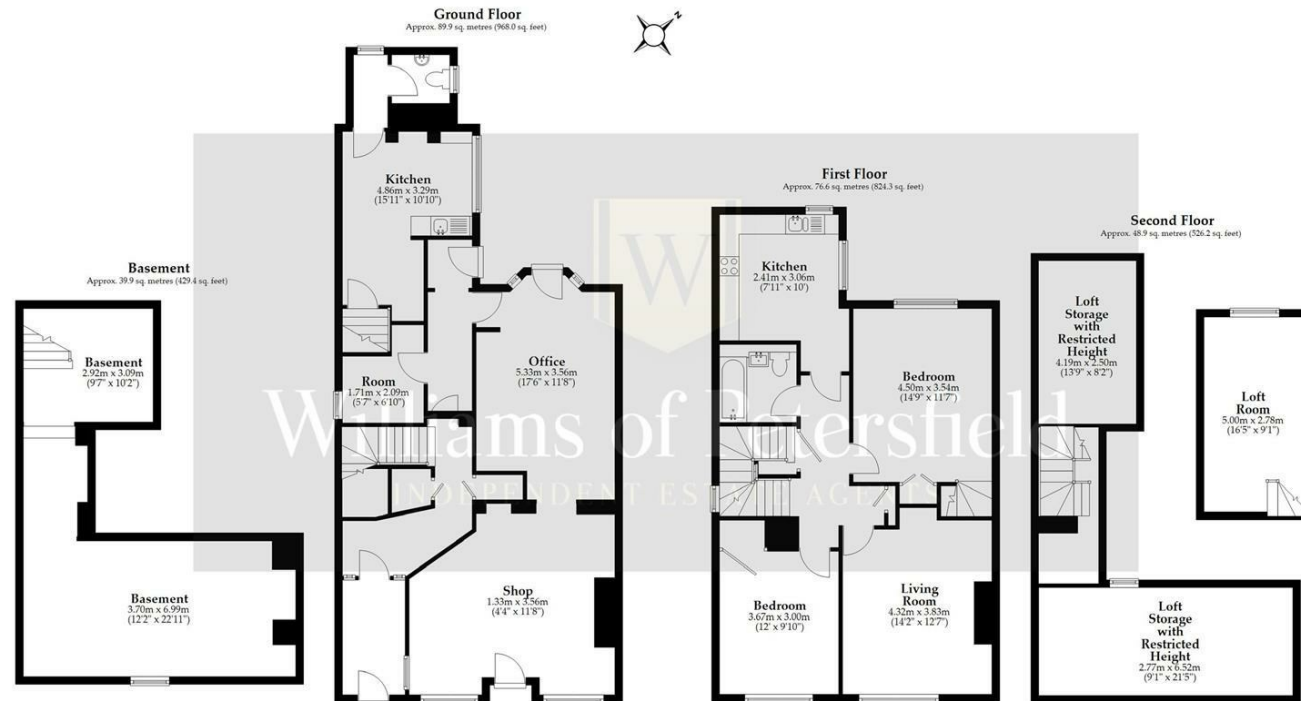 Ground Floor
Approx. 89.9 sq. metres (968.0 sq. feet)
N
Kitchen
4.86m x 3.29m
(15'11" x 10'10")
Room
1.71m x 2.09m
(5'7" x 6'10")
Office
5.33m x 3.56m
(17'6" x 11'8")
Shop
1.33m x 3.56m
(4'4" x 11'8")
Basement
Approx. 39.9 sq. metres (429.4 sq. feet)
Basement
2.92m x 3.09m
(9'7" x 10'2")
Basement
3.70m x 6.99m
(12'2" x 22'11")
First Floor
Approx. 76.6 sq. metres (824.3 sq. feet)
Kitchen
2.41m x 3.06m
(7'11" x 10')
Bedroom
4.50m x 3.54m
(14'9" x 11'7")
Bedroom
3.67m x 3.00m
(12' x 9'10")
Living
Room
4.32m x 3.83m
(14'2" x 12'7")
Second Floor
Approx. 48.9 sq. metres (526.2 sq. feet)
Loft
Storage
with
Restricted
Height
4.19m x 2.50m
(13'9" x 8'2")
Loft
Room
5.00m x 2.78m
(16'5" x 9'1")
Loft
Storage
with
Restricted
Height
2.77m x 6.52m
(9'1" x 21'5")
W
Williams of Petersfield
INDEPENDENT ESTATE AGENTS